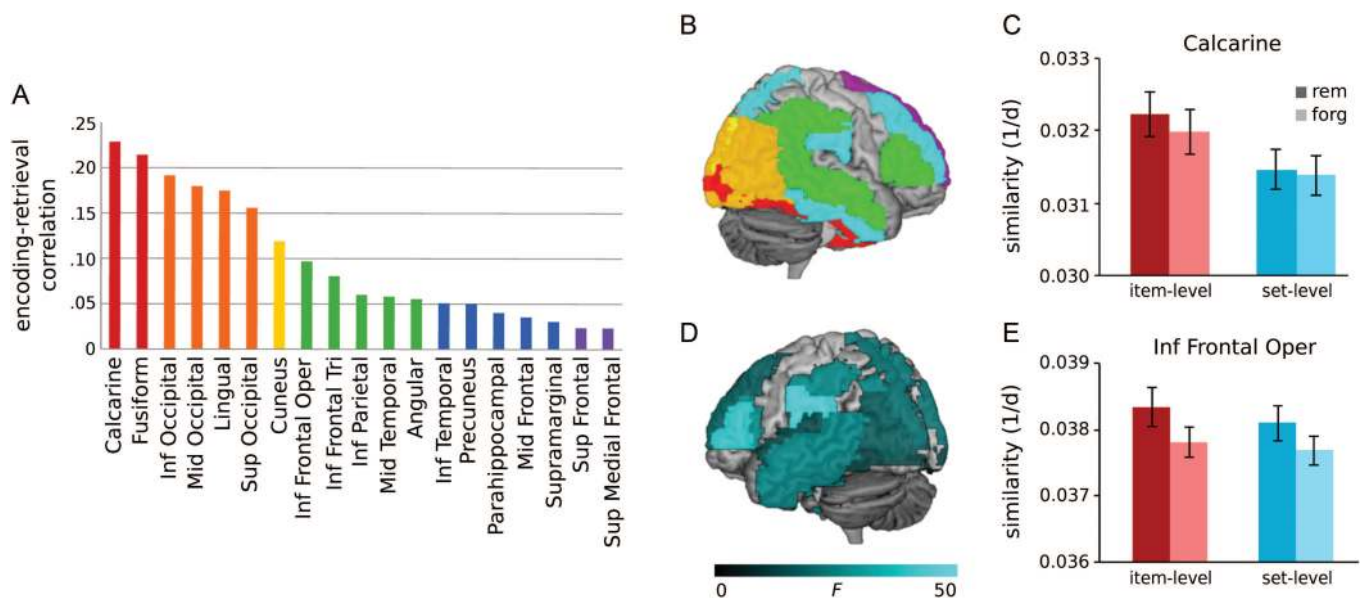 A
encoding-retrieval
correlation
.25
.20
.15
.10
.05
0
Calcarine
Fusiform
Inf Occipital
Mid Occipital
Lingual
Sup Occipital
Cuneus
Inf Frontal Oper
Inf Frontal Tri
Inf Parietal
Mid Temporal
Angular
Inf Temporal
Precuneus
Parahippocampal
Mid Frontal
Supramarginal
Sup Frontal
Sup Medial Frontal
B
C
Calcarine
similarity (1/d)
0.033
0.032
0.031
0.030
rem
forg
item-level
set-level
D
0
F
50
E
Inf Frontal Oper
similarity (1/d)
0.039
0.038
0.037
0.036
item-level
set-level